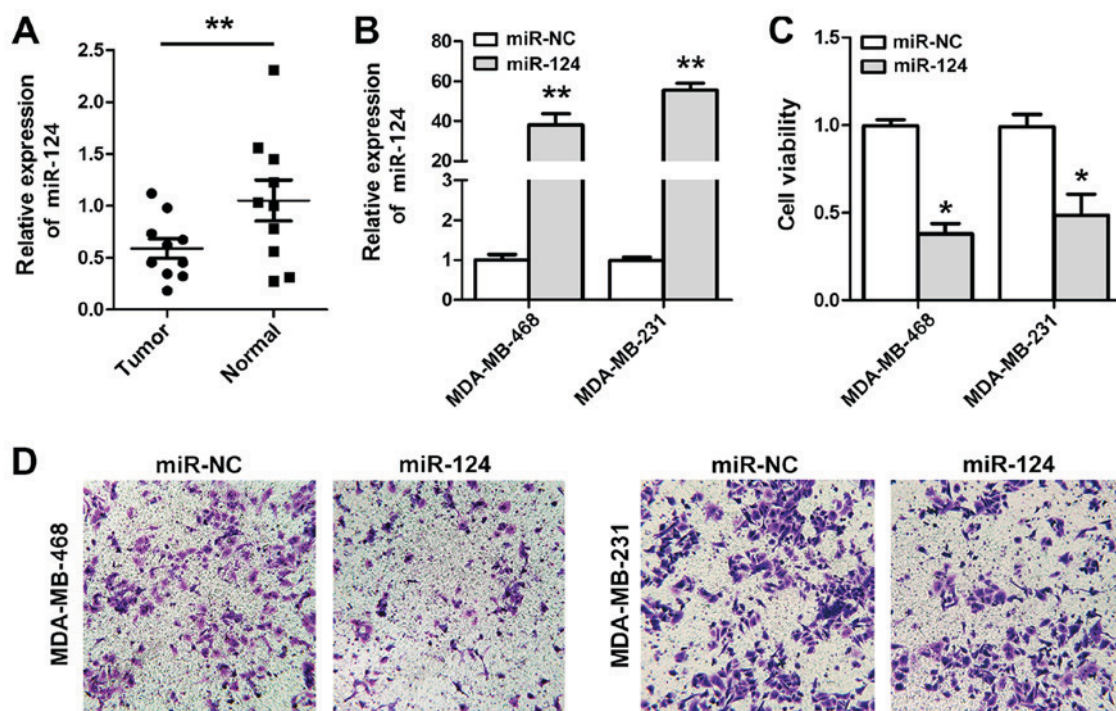 A
**
Relative expression
of miR-124
2.5
2.0
1.5
1.0
0.5
0.0
Tumor
Normal
B
miR-NC
miR-124
Relative expression
of miR-124
80
60
40
20
3
2
1
0
**
**
MDA-MB-468
MDA-MB-231
C
miR-NC
miR-124
Cell viability
1.5
1.0
0.5
0.0
*
*
MDA-MB-468
MDA-MB-231
D
miR-NC
miR-124
MDA-MB-468
miR-NC
miR-124
MDA-MB-231